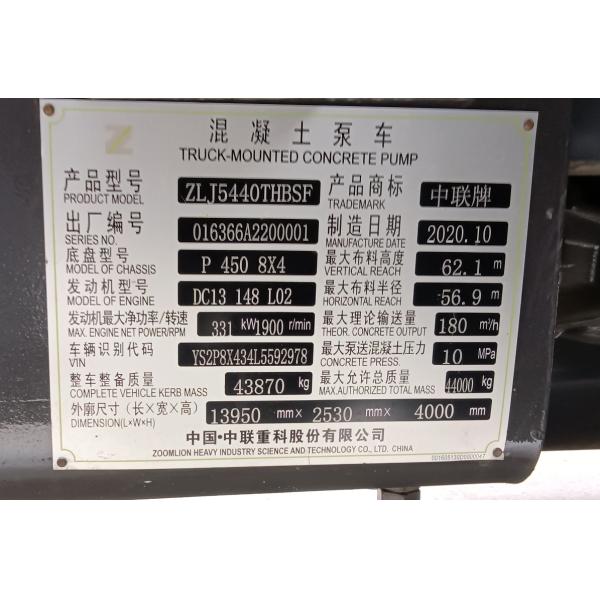 Z
混凝土泵车
TRUCK-MOUNTED CONCRETE PUMP
产品型号 ZLJ5440THBSF 产品商标 中联牌
PRODUCT MODEL TRADEMARK
出厂编号 016366A2200001 制造日期 2020.10
SERIES NO. MANUFACTURE DATE
底盘型号 P 450 8X4 最大布料高度 62.1 m
MODEL OF CHASSIS VERTICAL REACH
发动机型号 DC13 148 L02 最大布料半径 56.9 m
MODEL OF ENGINE HORIZONTAL REACH
发动机最大净功率/转速 331 kW 1900 r/min 最大理论输送量 180 m³/h
MAX. ENGINE NET POWER/RPM THEOR. CONCRETE OUTPUT
车辆识别代码 YS2P8X434L5592978 最大泵送混凝土压力 10 MPa
VIN CONCRETE PRESS.
整车整备质量 43870 kg 最大允许总质量 44000 kg
COMPLETE VEHICLE KERB MASS MAX.AUTHORIZED TOTAL MASS
外廓尺寸（长×宽×高） 13950 mm× 2530 mm× 4000 mm
DIMENSION(L×W×H)
中国·中联重科股份有限公司
ZOOMLION HEAVY INDUSTRY SCIENCE AND TECHNOLOGY CO., LTD. CHINA